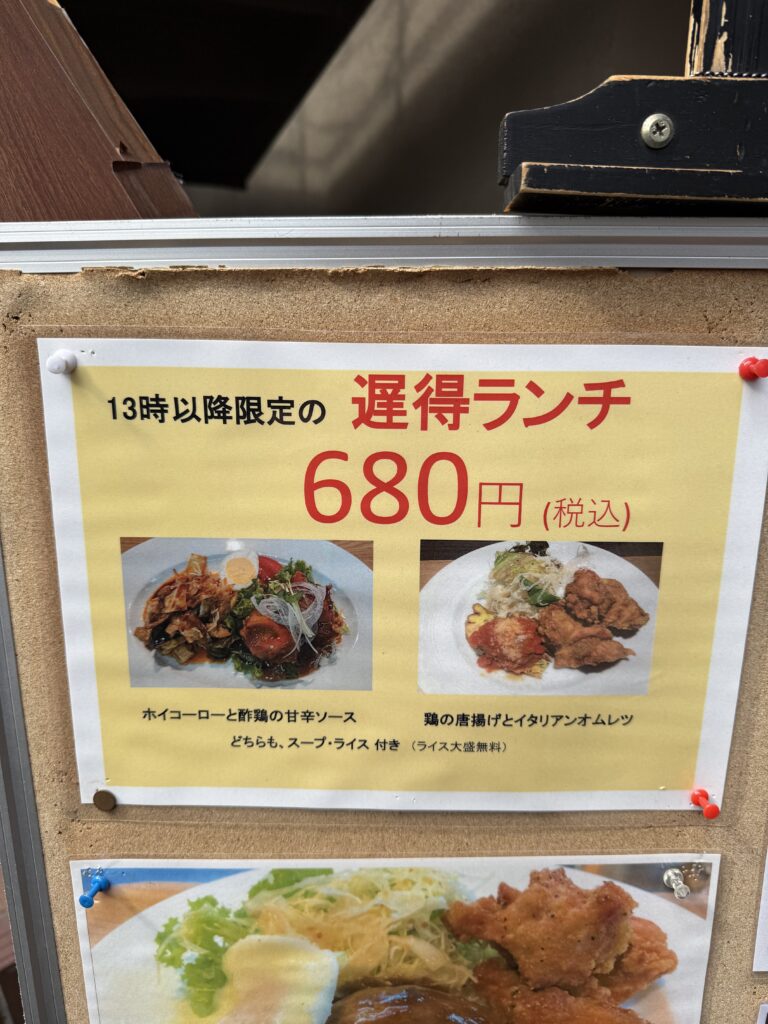 13時以降限定の 遅得ランチ
680円 (税込)
ホイコーローと酢鶏の甘辛ソース
鶏の唐揚げとイタリアンオムレツ
どちらも、スープ・ライス 付き (ライス大盛無料)